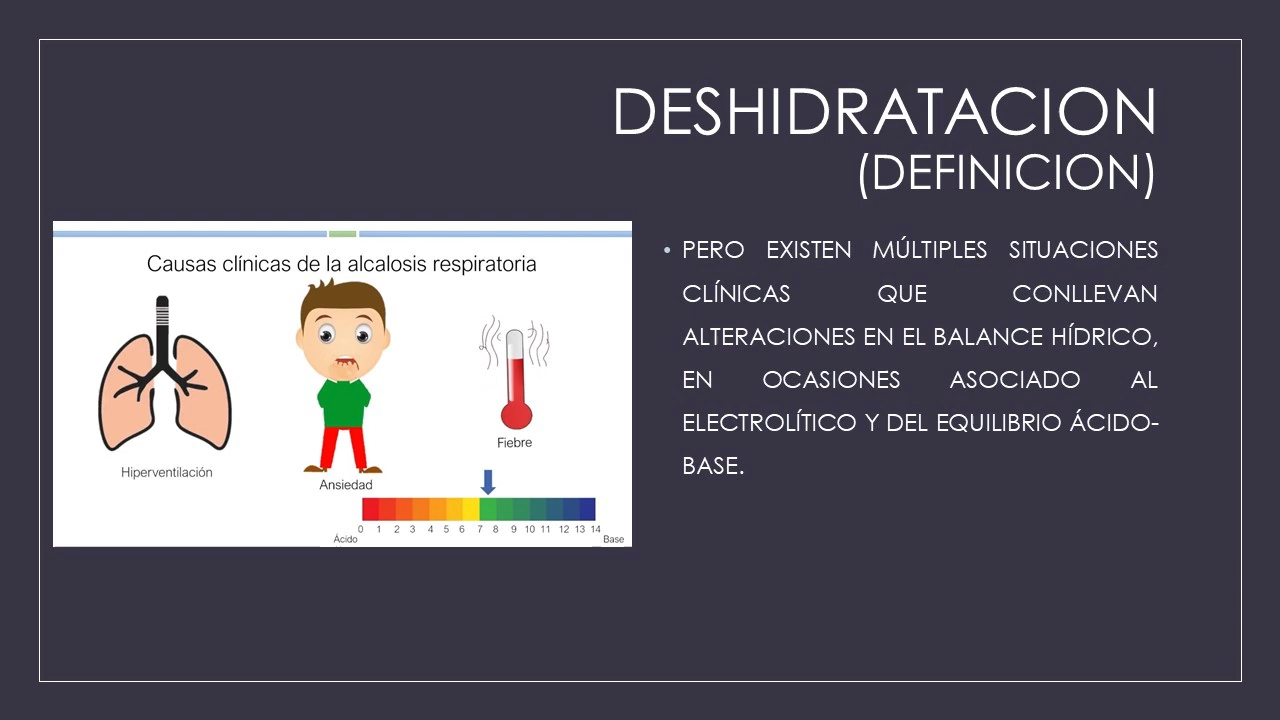 DESHIDRATACION
(DEFINICION)
Causas clínicas de la alcalosis respiratoria
Hiperventilación
Ansiedad
Fiebre
0 1 2 3 4 5 6 7 8 9 10 11 12 13 14
Ácido
Base
• PERO EXISTEN MÚLTIPLES SITUACIONES
CLÍNICAS QUE CONLLEVAN
ALTERACIONES EN EL BALANCE HÍDRICO,
EN OCASIONES ASOCIADO AL
ELECTROLÍTICO Y DEL EQUILIBRIO ÁCIDO-
BASE.